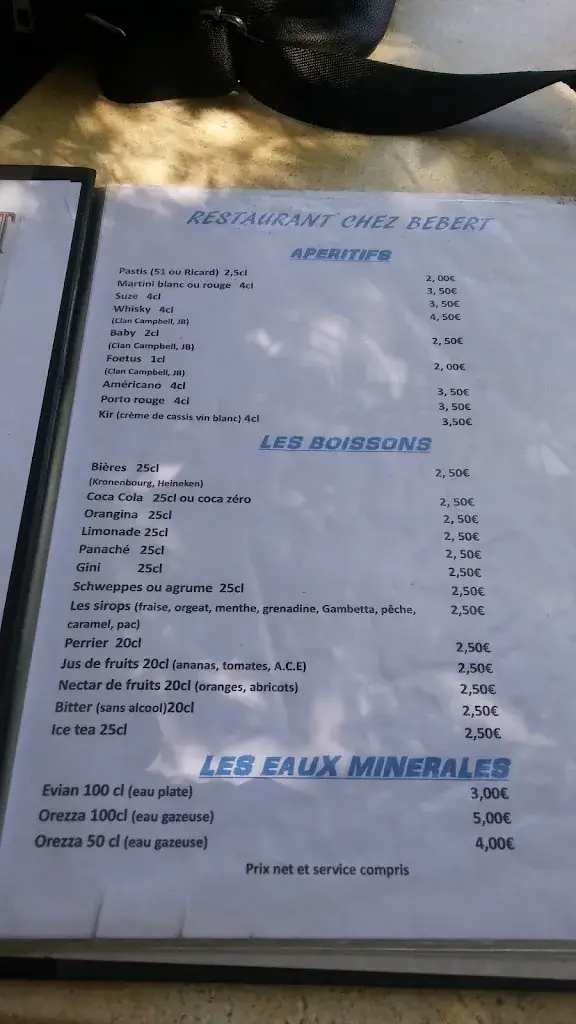 RESTAURANT CHEZ BEBERT
APERITIFS
Pastis (51 ou Ricard) 2,5cl 2,00€
Martini blanc ou rouge 4cl 3,50€
Suze 4cl 3,50€
Whisky 4cl 4,50€
(Clan Campbell, JB)
Baby 2cl 2,50€
(Clan Campbell, JB)
Foetus 1cl 2,00€
(Clan Campbell, JB)
Américano 4cl 3,50€
Porto rouge 4cl 3,50€
Kir (crème de cassis vin blanc) 4cl 3,50€
LES BOISSONS
Bières 25cl 2,50€
(Kronenbourg, Heineken)
Coca Cola 25cl ou coca zéro 2,50€
Orangina 25cl 2,50€
Limonade 25cl 2,50€
Panaché 25cl 2,50€
Gini 25cl 2,50€
Schweppes ou agrume 25cl 2,50€
Les sirops (fraise, orgeat, menthe, grenadine, Gambetta, pêche, 2,50€
caramel, pac)
Perrier 20cl 2,50€
Jus de fruits 20cl (ananas, tomates, A.C.E) 2,50€
Nectar de fruits 20cl (oranges, abricots) 2,50€
Bitter (sans alcool)20cl 2,50€
Ice tea 25cl 2,50€
LES EAUX MINERALES
Evian 100 cl (eau plate) 3,00€
Orezza 100cl (eau gazeuse) 5,00€
Orezza 50 cl (eau gazeuse) 4,00€
Prix net et service compris